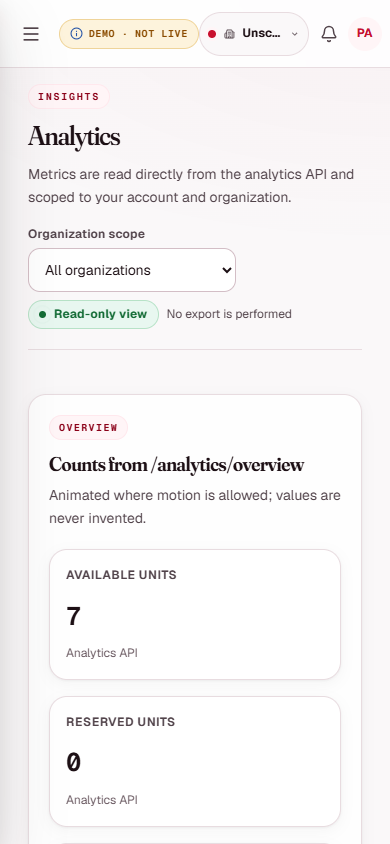 DEMO · NOT LIVE
Unsc...
PA
INSIGHTS
Analytics
Metrics are read directly from the analytics API and
scoped to your account and organization.
Organization scope
All organizations
Read-only view
No export is performed
OVERVIEW
Counts from /analytics/overview
Animated where motion is allowed; values are
never invented.
AVAILABLE UNITS
7
Analytics API
RESERVED UNITS
0
Analytics API